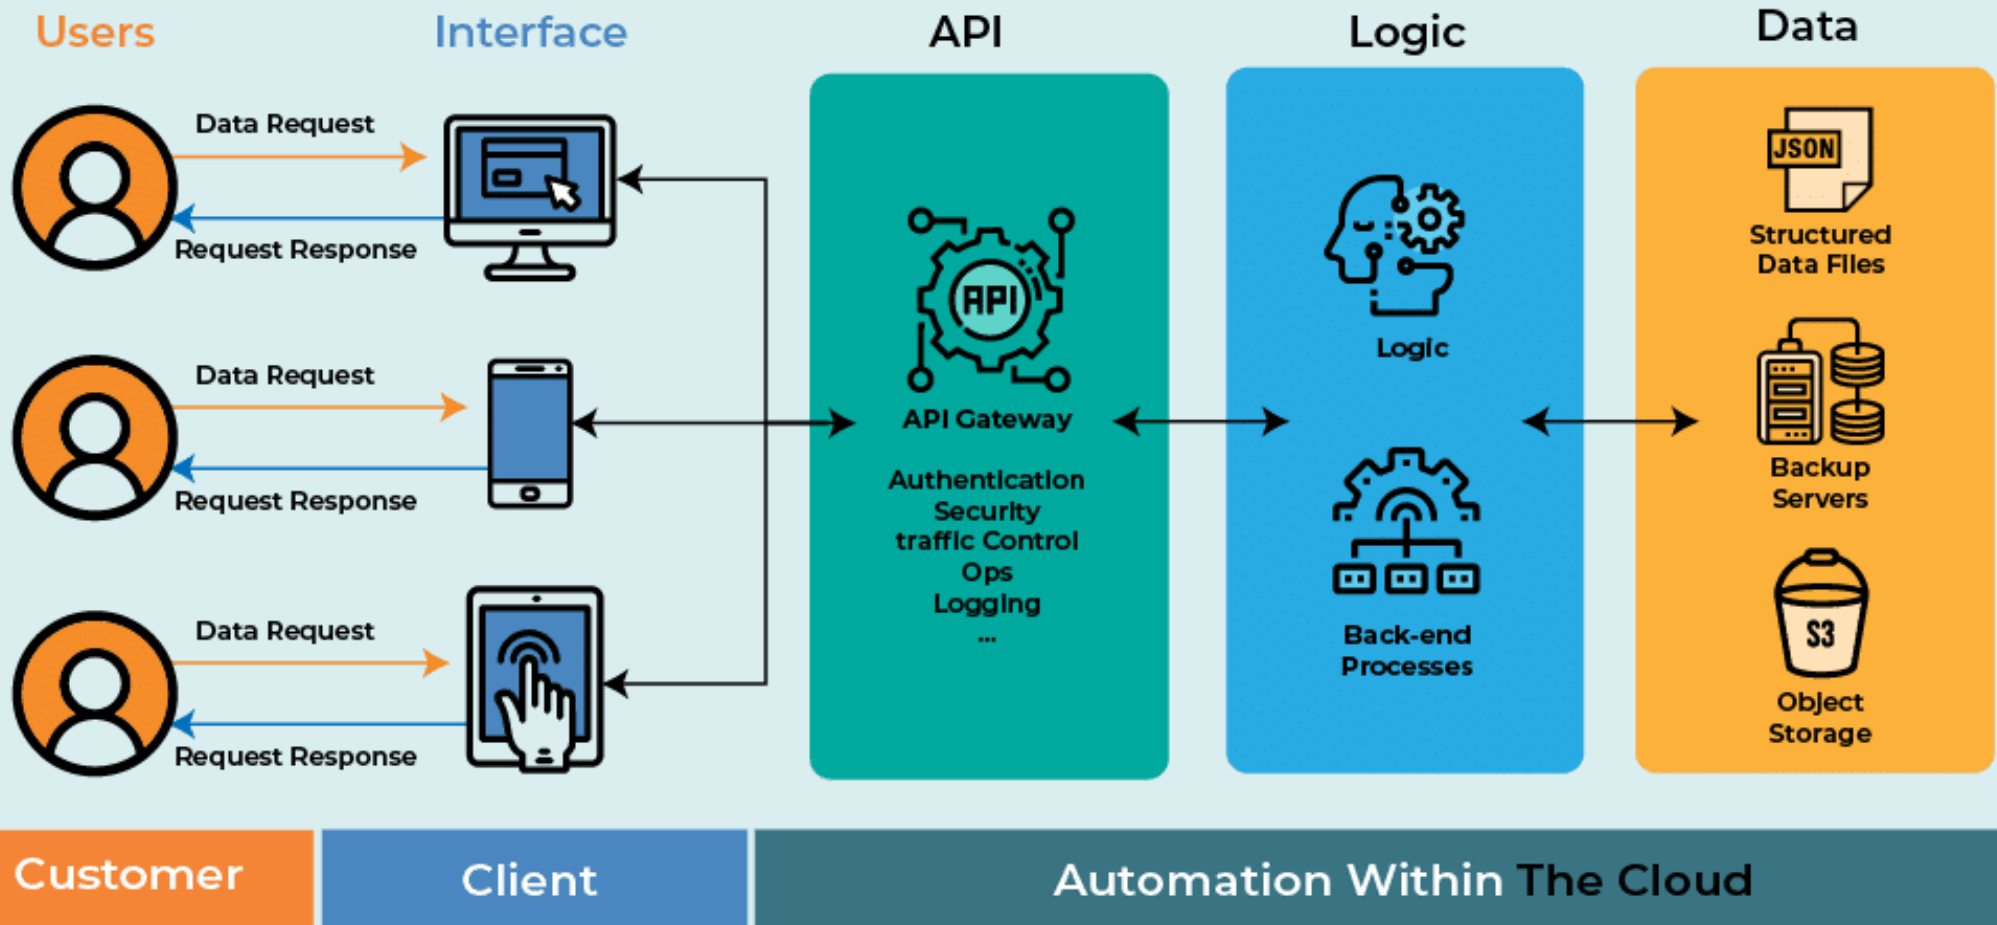 Users
Interface
API
Logic
Data
Data Request
Request Response
Data Request
Request Response
Data Request
Request Response
API
API Gateway
Authentication
Security
traffic Control
Ops
Logging
...
Logic
Back-end
Processes
JSON
Structured
Data Files
Backup
Servers
S3
Object
Storage
Customer
Client
Automation Within The Cloud